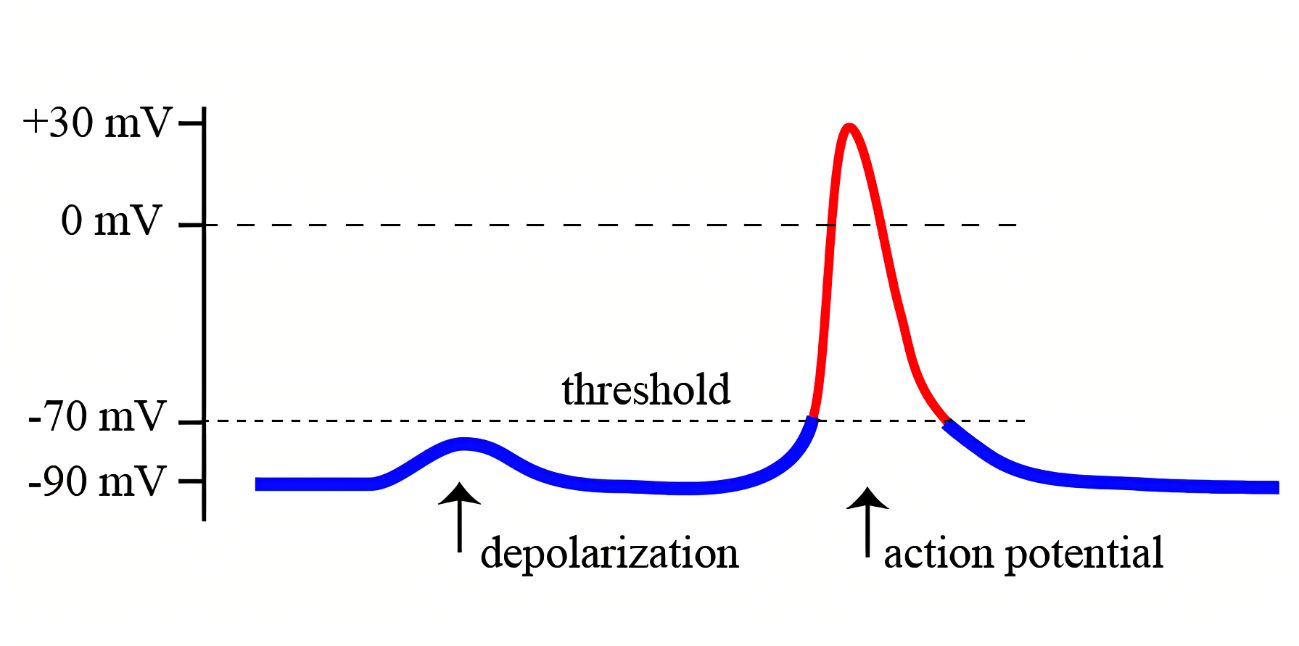 +30 mV
0 mV
threshold
-70 mV
-90 mV
depolarization
action potential